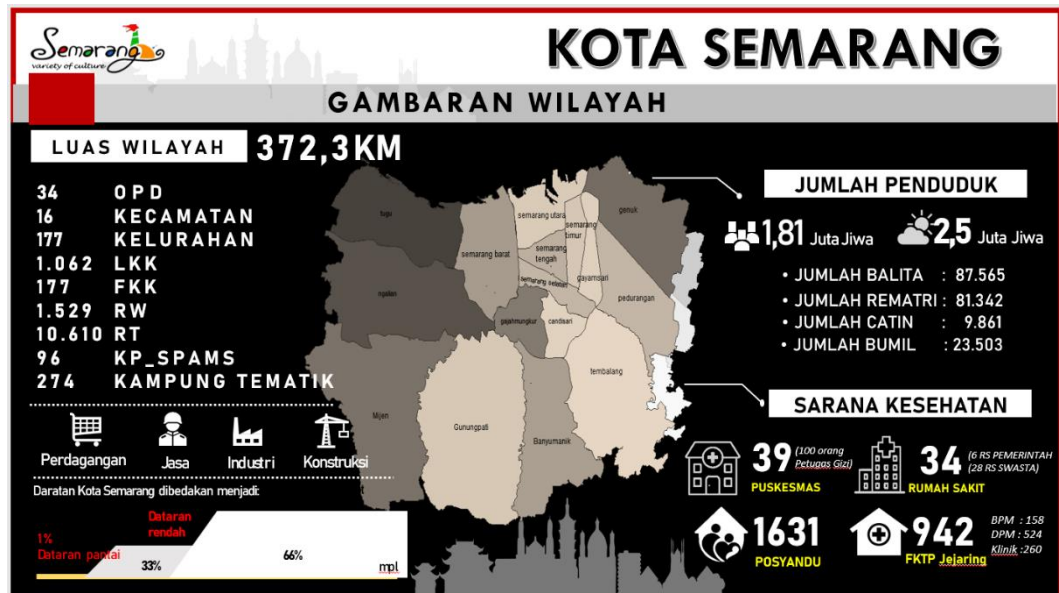 Semarang
variety of culture
KOTA SEMARANG
GAMBARAN WILAYAH
LUAS WILAYAH 372,3KM
34 OPD
16 KECAMATAN
177 KELURAHAN
1.062 LKK
177 FKK
1.529 RW
10.610 RT
96 KP_SPAMS
274 KAMPUNG TEMATIK
Perdagangan Jasa Industri Konstruksi
Daratan Kota Semarang dibedakan menjadi:
1%
Dataran pantai
Dataran
rendah
33%
66%
mpl
tugu
semarang barat
semarang utara
semarang
timur
genuk
semarang
tengah
semarang selatan
gayamsari
pedurungan
ngalian
gajahmungkur
candisari
tembalang
Mijen
Gunungpati
Banyumanik
JUMLAH PENDUDUK
1,81 Juta Jiwa 2,5 Juta Jiwa
• JUMLAH BALITA : 87.565
• JUMLAH REMATRI : 81.342
• JUMLAH CATIN : 9.861
• JUMLAH BUMIL : 23.503
SARANA KESEHATAN
39 (100 orang
Petugas Gizi)
PUSKESMAS
34 (6 RS PEMERINTAH
(28 RS SWASTA)
RUMAH SAKIT
1631
POSYANDU
942
FKTP Jejaring
BPM : 158
DPM : 524
Klinik :260